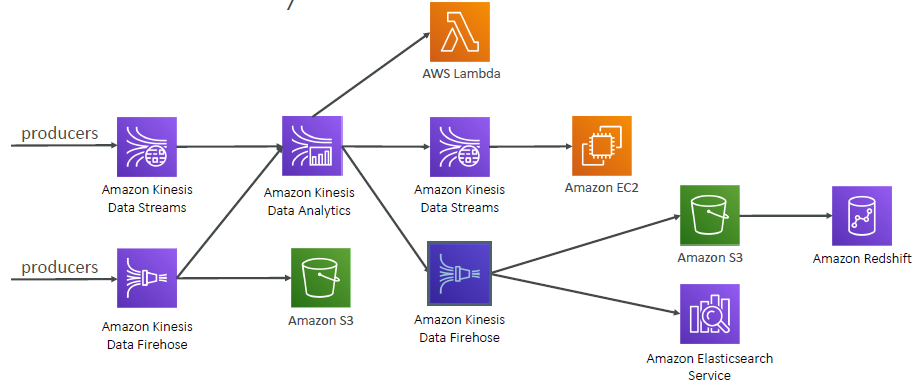 y
AWS Lambda
producers
Amazon Kinesis
Data Streams
Amazon Kinesis
Data Analytics
Amazon Kinesis
Data Streams
Amazon EC2
producers
Amazon Kinesis
Data Firehose
Amazon S3
Amazon Kinesis
Data Firehose
Amazon S3
Amazon Redshift
Amazon Elasticsearch
Service